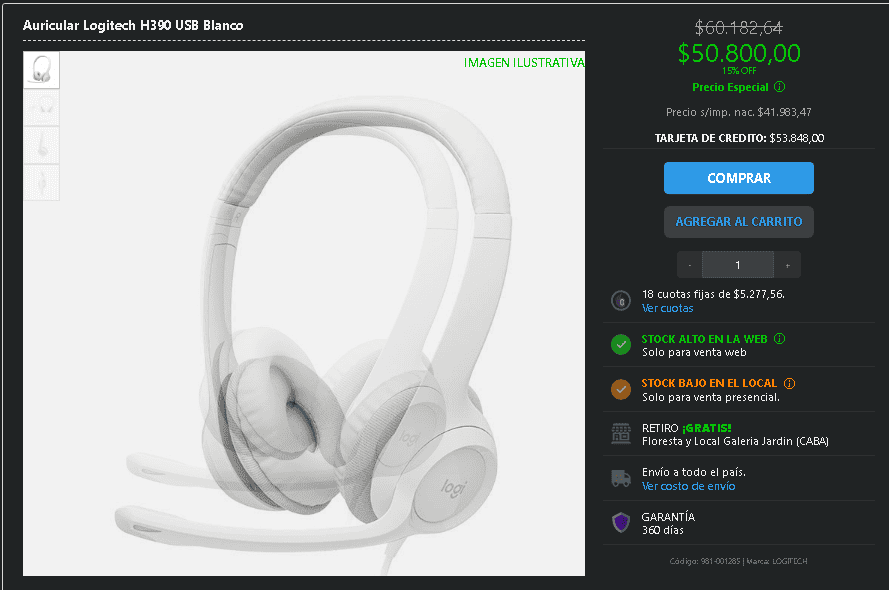 Auricular Logitech H390 USB Blanco
IMAGEN ILUSTRATIVA
logi
logi
$60.182,64
$50.800,00
15% OFF
Precio Especial
Precio s/imp. nac. $41.983,47
TARJETA DE CREDITO: $53.848,00
COMPRAR
AGREGAR AL CARRITO
- 1 +
18 cuotas fijas de $5.277,56.
Ver cuotas
STOCK ALTO EN LA WEB
Solo para venta web
STOCK BAJO EN EL LOCAL
Solo para venta presencial.
RETIRO ¡GRATIS!
Floresta y Local Galeria Jardin (CABA)
Envío a todo el país.
Ver costo de envío
GARANTÍA
360 días
Código: 981-001285 | Marca: LOGITECH